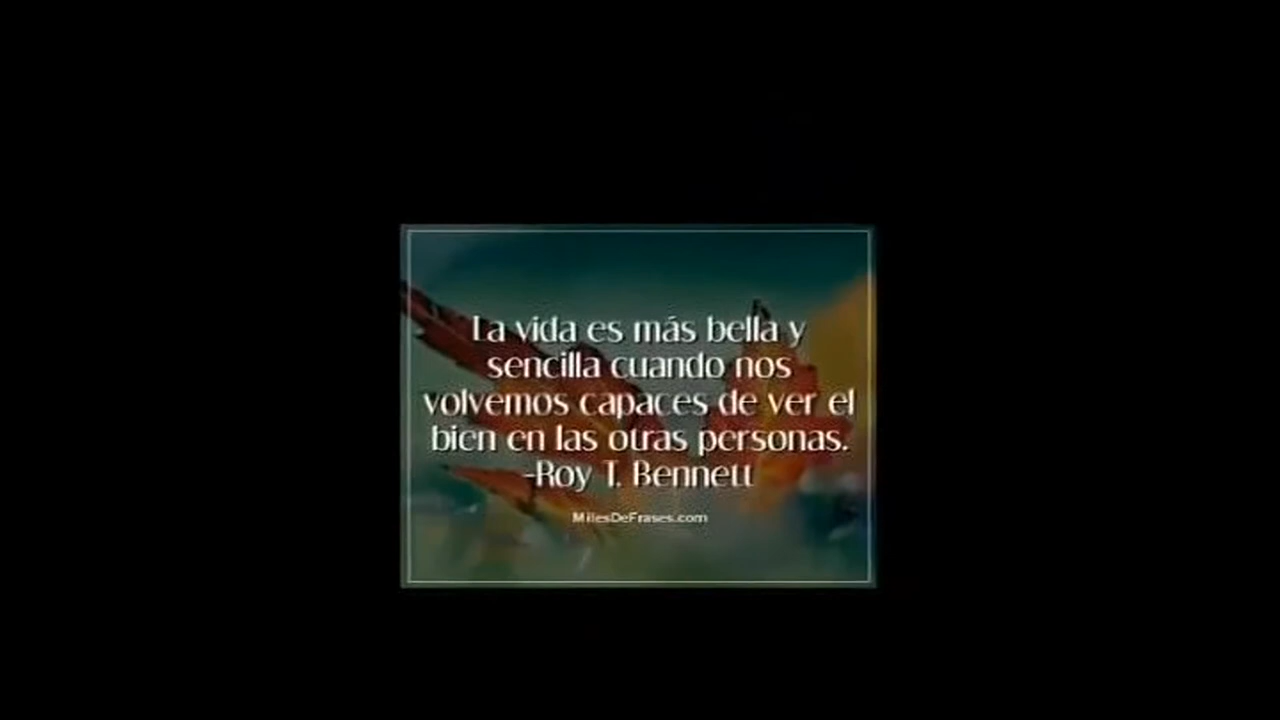 La vida es más bella y
sencilla cuando nos
volvemos capaces de ver el
bien en las otras personas.
-Roy T. Bennett
MilesDeFrases.com